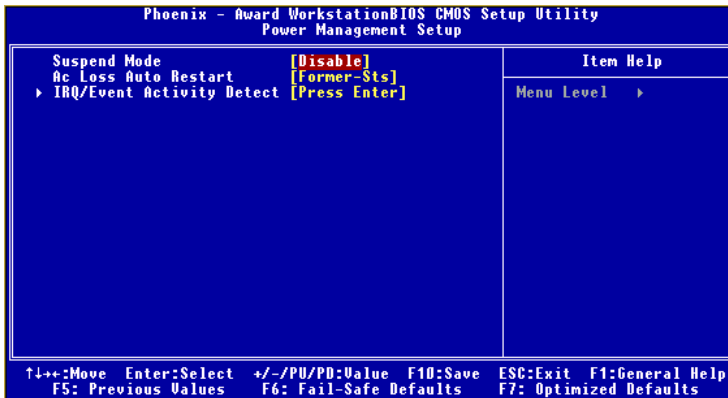 Phoenix - Award WorkstationBIOS CMOS Setup Utility
Power Management Setup
Suspend Mode [Disable]
Ac Loss Auto Restart [Former-Sts]
▸ IRQ/Event Activity Detect [Press Enter]
Item Help
Menu Level ▸
↑↓→←:Move Enter:Select +/-/PU/PD:Value F10:Save ESC:Exit F1:General Help
F5: Previous Values F6: Fail-Safe Defaults F7: Optimized Defaults